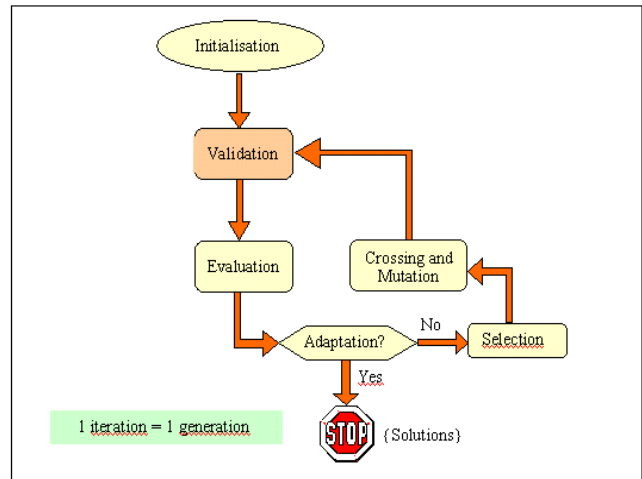 Initialisation
Validation
Evaluation
Crossing and
Mutation
Adaptation?
No
Selection
Yes
STOP
{Solutions}
1 iteration = 1 generation